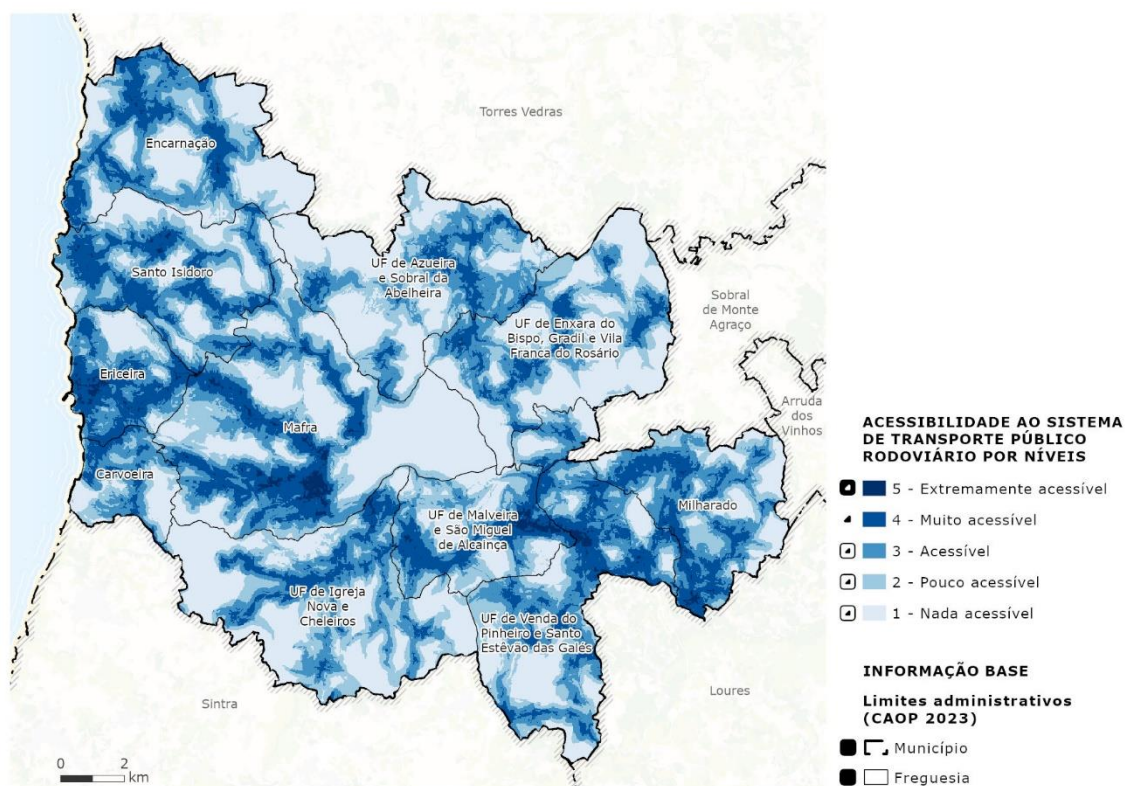 Torres Vedras
Encarnação
Santo Isidoro
UF de Azueira
e Sobral da
Abelheira
Sobral
de Monte
Agraço
UF de Enxara do
Bispo, Gradil e Vila
Franca do Rosário
Ericeira
Arruda
dos
Vinhos
Mafra
Carvoeira
Milharado
UF de Malveira
e São Miguel
de Alcainça
UF de Igreja
Nova e
Cheleiros
UF de Venda do
Pinheiro e Santo
Estêvão das Galés
Sintra
Loures
0 2
km
ACESSIBILIDADE AO SISTEMA
DE TRANSPORTE PÚBLICO
RODOVIÁRIO POR NÍVEIS
5 - Extremamente acessível
4 - Muito acessível
3 - Acessível
2 - Pouco acessível
1 - Nada acessível
INFORMAÇÃO BASE
Limites administrativos
(CAOP 2023)
Município
Freguesia